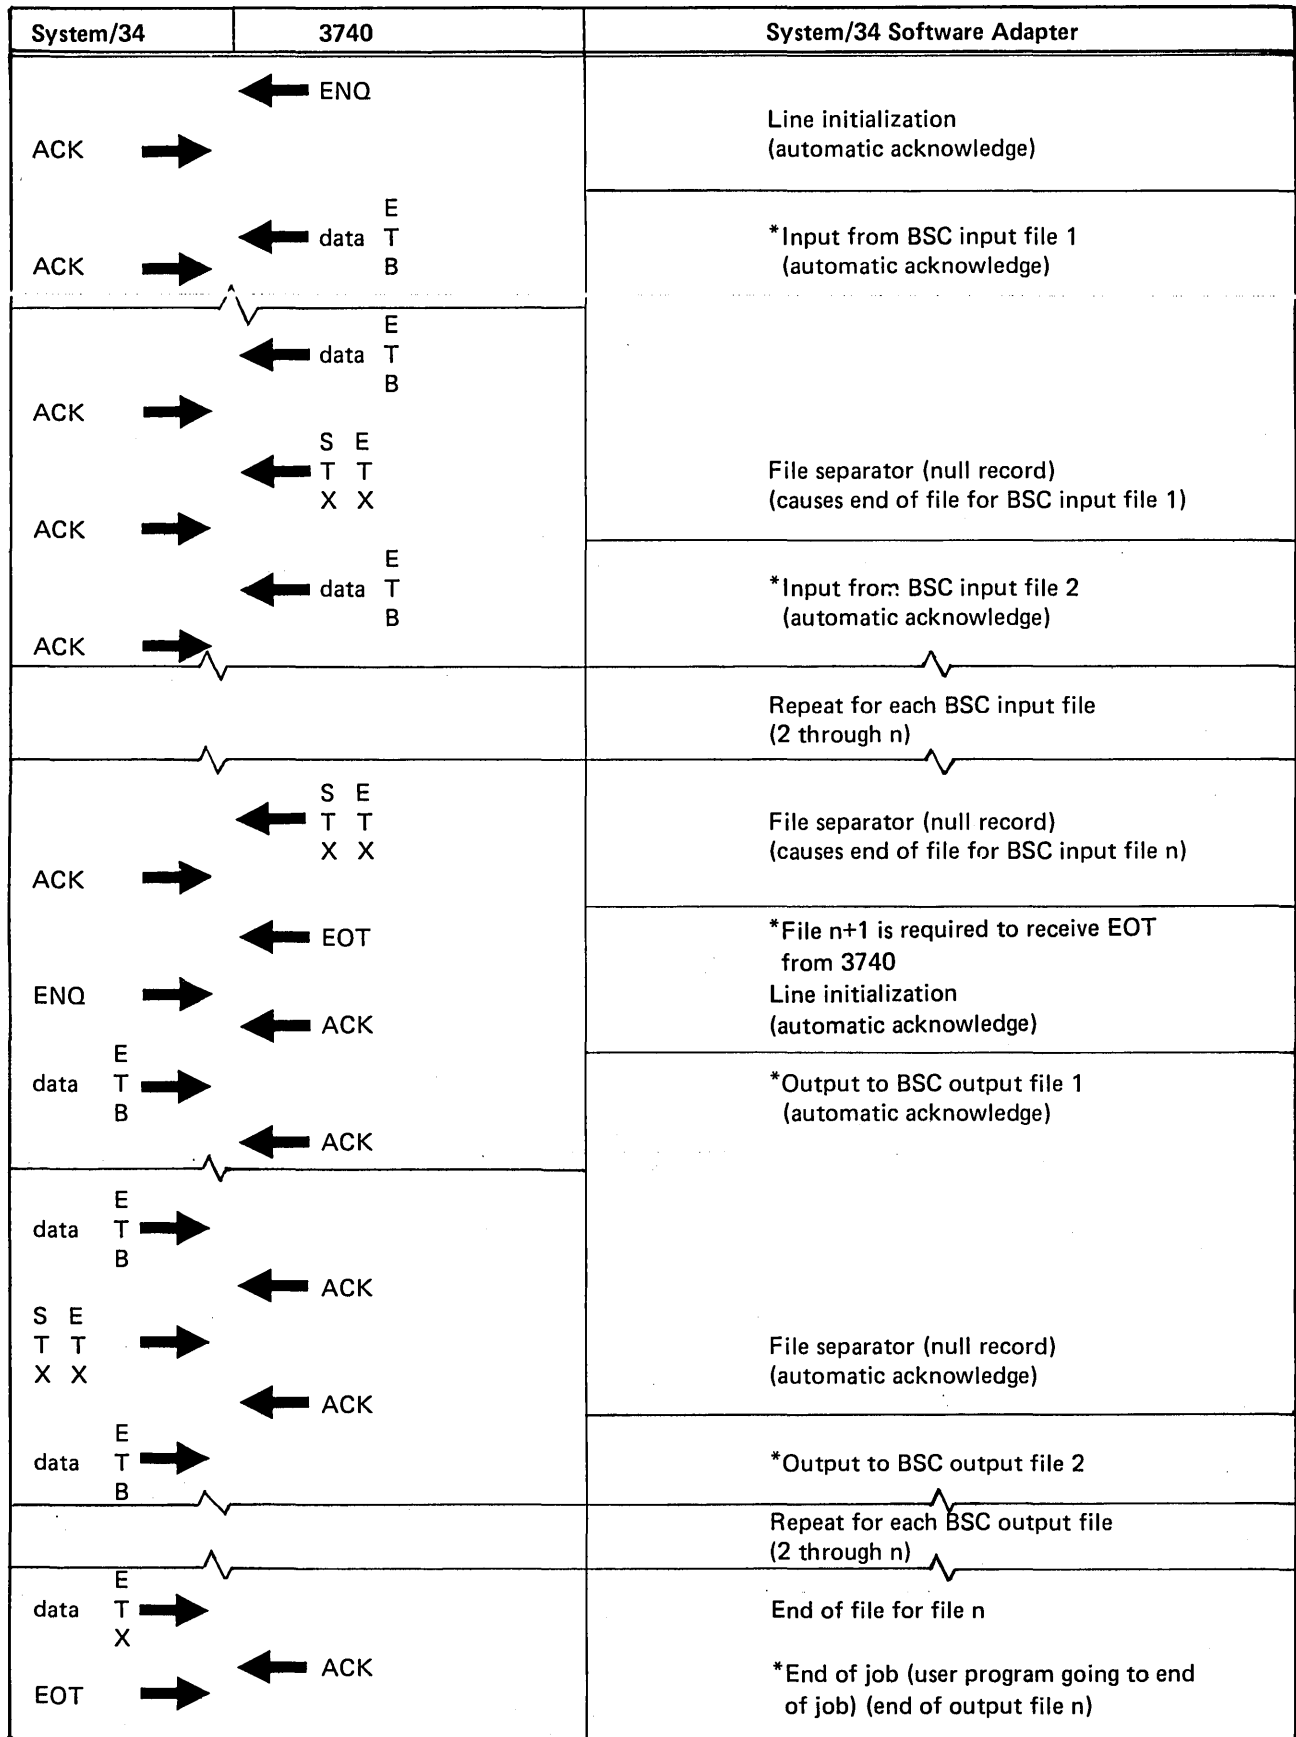 System/34 3740 System/34 Software Adapter
ENQ
Line initialization
ACK (automatic acknowledge)
E
data T *Input from BSC input file 1
ACK B (automatic acknowledge)
E
data T
B
ACK
S E
T T File separator (null record)
X X (causes end of file for BSC input file 1)
ACK
E
data T *Input from BSC input file 2
B (automatic acknowledge)
ACK
Repeat for each BSC input file
(2 through n)
S E
T T File separator (null record)
X X (causes end of file for BSC input file n)
ACK
EOT *File n+1 is required to receive EOT
from 3740
ENQ Line initialization
ACK (automatic acknowledge)
E
data T *Output to BSC output file 1
B (automatic acknowledge)
ACK
E
data T
B
ACK
S E
T T File separator (null record)
X X (automatic acknowledge)
ACK
E
data T *Output to BSC output file 2
B
Repeat for each BSC output file
(2 through n)
E
data T End of file for file n
X
ACK *End of job (user program going to end
EOT of job) (end of output file n)